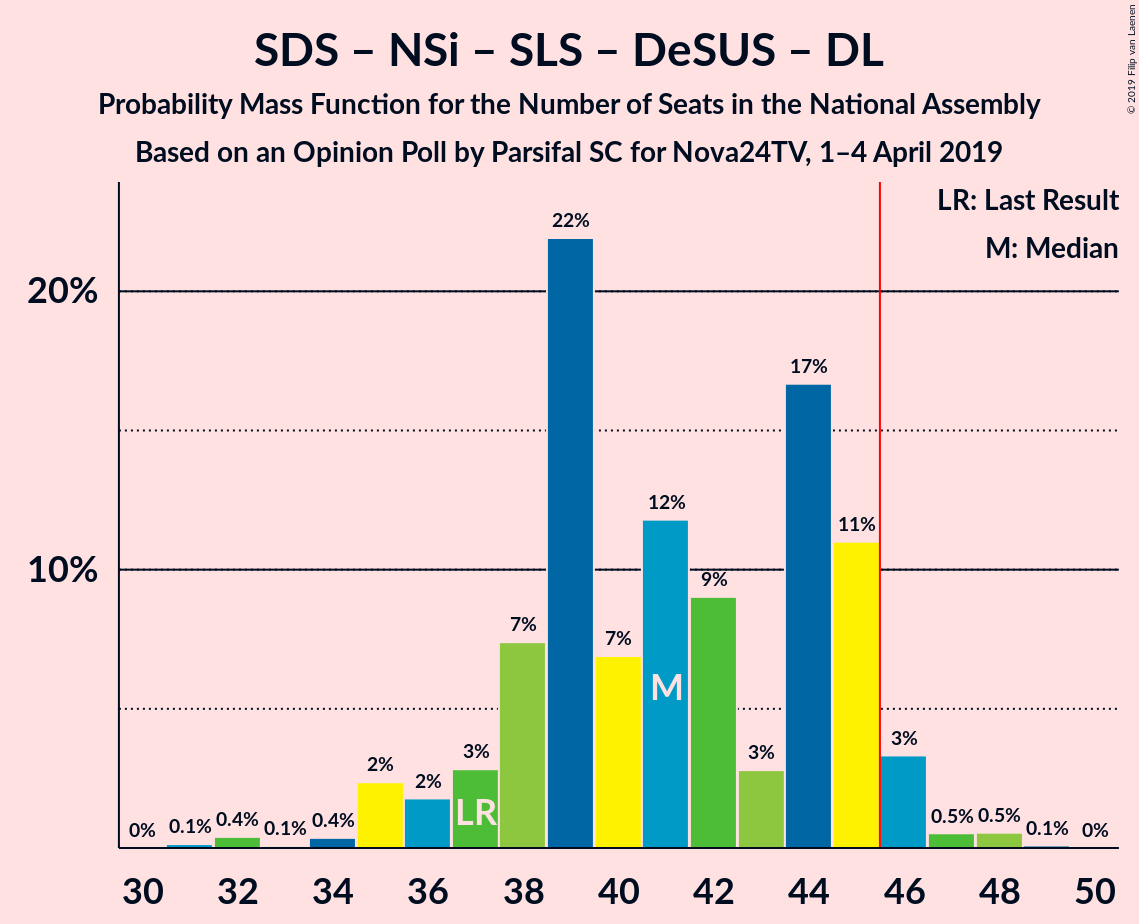 SDS – NSi – SLS – DeSUS – DL
Probability Mass Function for the Number of Seats in the National Assembly
Based on an Opinion Poll by Parsifal SC for Nova24TV, 1–4 April 2019
© 2019 Filip van Laenen
LR: Last Result
M: Median
20%
10%
0%
0.1%
0.4%
0.1%
0.4%
2%
2%
3%
7%
22%
7%
12%
9%
3%
17%
11%
3%
0.5%
0.5%
0.1%
0%
LR
M
30 32 34 36 38 40 42 44 46 48 50